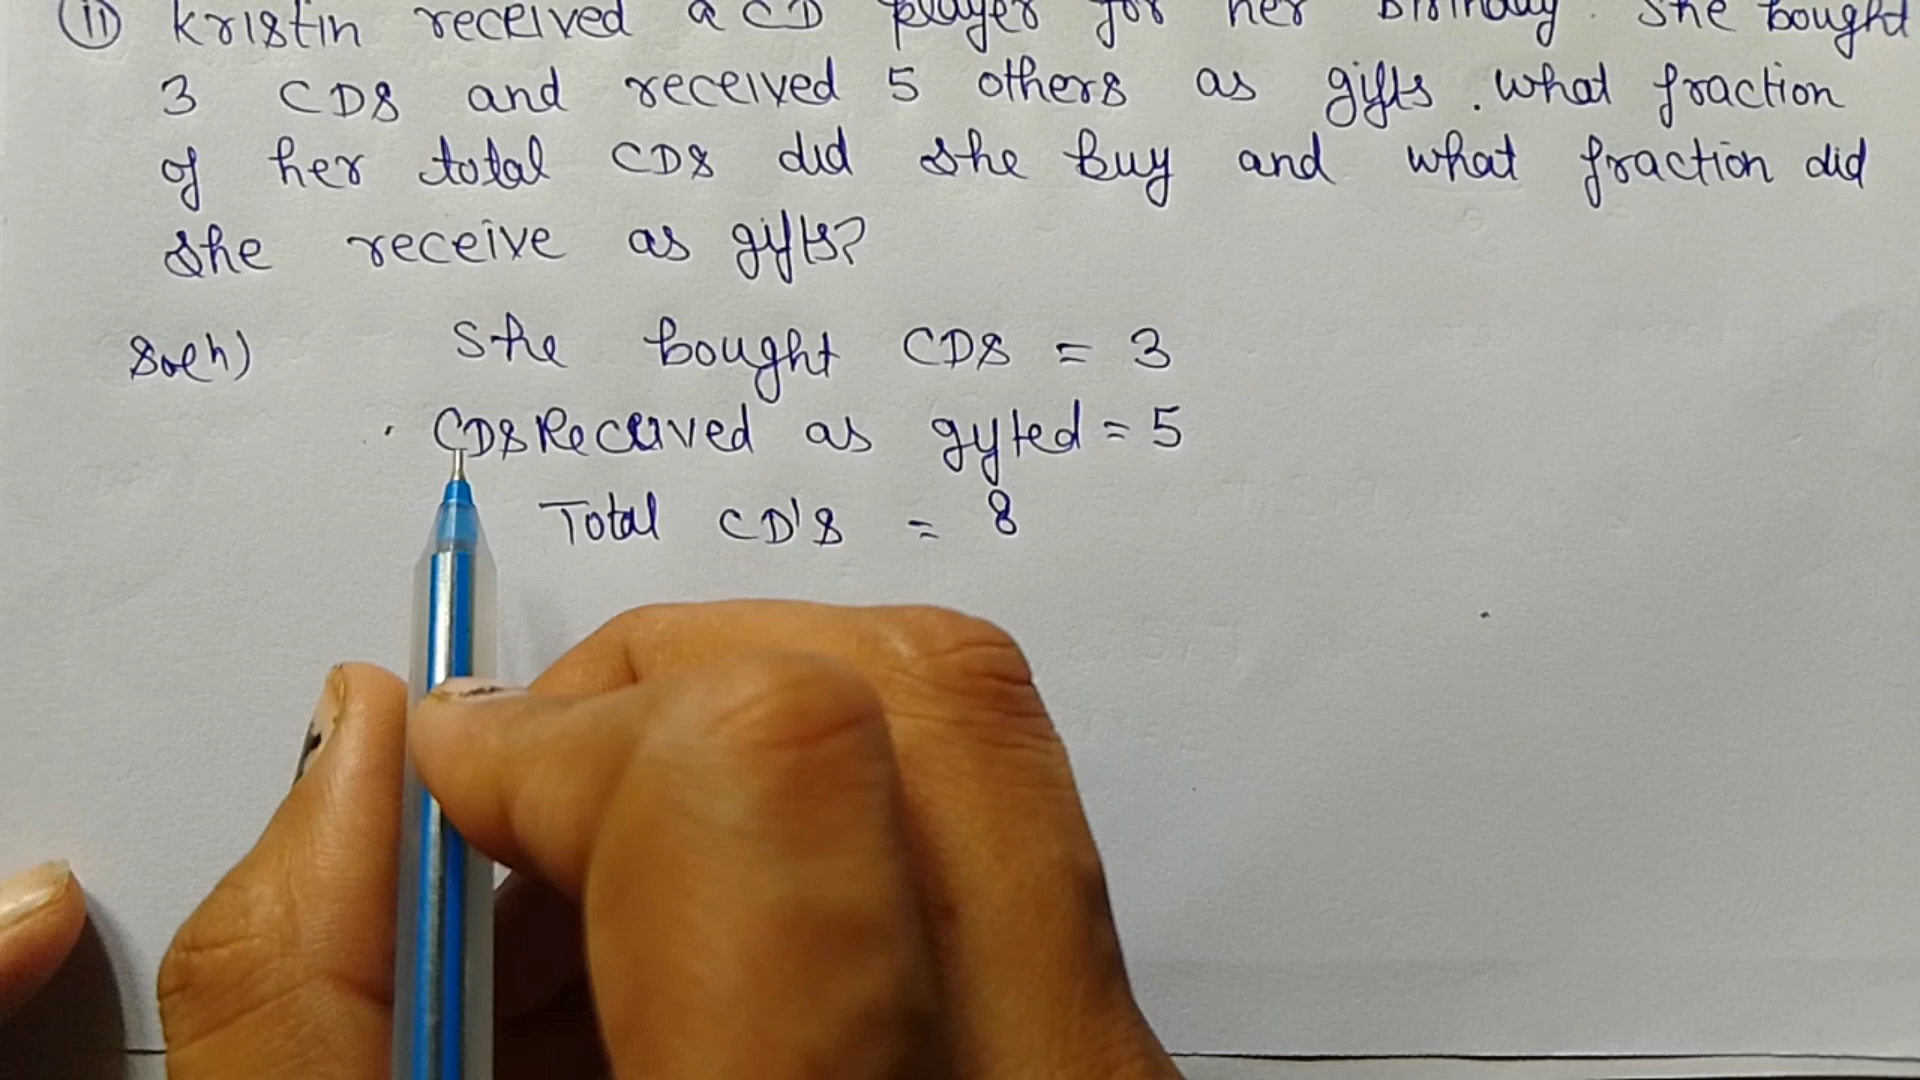 (11) Kristin received a CD player for her Birthday. She bought
3 CDS and received 5 others as gifts. what fraction
of her total CDS did she buy and what fraction did
she receive as gifts?
Soln) She bought CDS = 3
CDS Received as gifted = 5
Total CD'S = 8